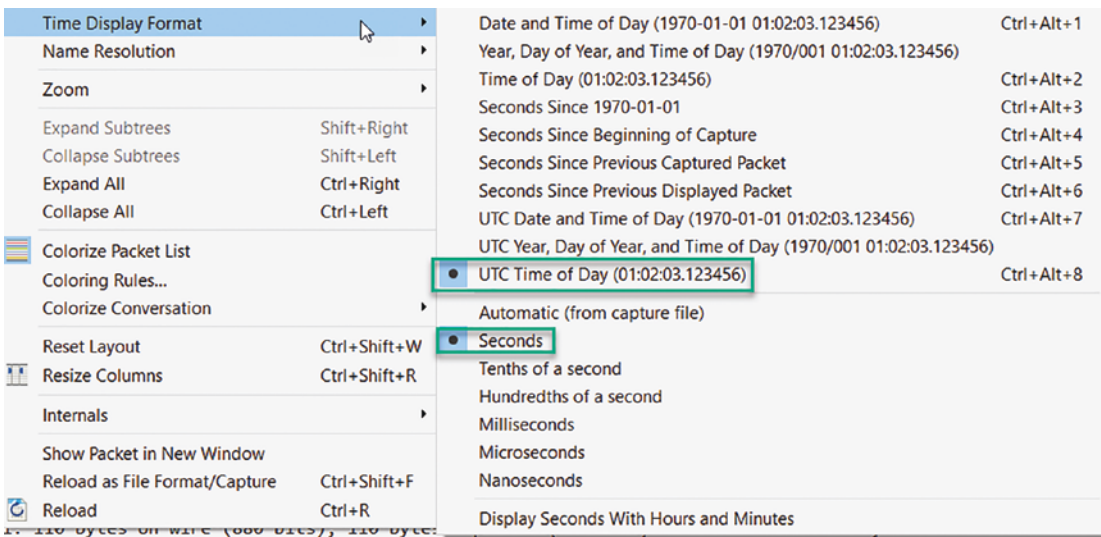 Time Display Format
Name Resolution
Zoom
Expand Subtrees Shift+Right
Collapse Subtrees Shift+Left
Expand All Ctrl+Right
Collapse All Ctrl+Left
Colorize Packet List
Coloring Rules...
Colorize Conversation
Reset Layout Ctrl+Shift+W
Resize Columns Ctrl+Shift+R
Internals
Show Packet in New Window
Reload as File Format/Capture Ctrl+Shift+F
Reload Ctrl+R
Date and Time of Day (1970-01-01 01:02:03.123456) Ctrl+Alt+1
Year, Day of Year, and Time of Day (1970/001 01:02:03.123456)
Time of Day (01:02:03.123456) Ctrl+Alt+2
Seconds Since 1970-01-01 Ctrl+Alt+3
Seconds Since Beginning of Capture Ctrl+Alt+4
Seconds Since Previous Captured Packet Ctrl+Alt+5
Seconds Since Previous Displayed Packet Ctrl+Alt+6
UTC Date and Time of Day (1970-01-01 01:02:03.123456) Ctrl+Alt+7
UTC Year, Day of Year, and Time of Day (1970/001 01:02:03.123456)
UTC Time of Day (01:02:03.123456) Ctrl+Alt+8
Automatic (from capture file)
Seconds
Tenths of a second
Hundredths of a second
Milliseconds
Microseconds
Nanoseconds
Display Seconds With Hours and Minutes
110 bytes on wire (880 bits), 110